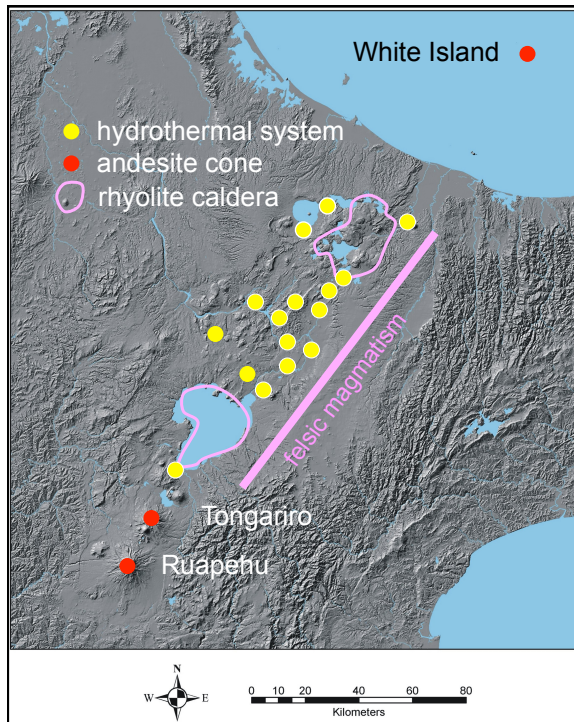 White Island
hydrothermal system
andesite cone
rhyolite caldera
felsic magmatism
Tongariro
Ruapehu
N
W E
S
0 10 20 40 60 80
Kilometers